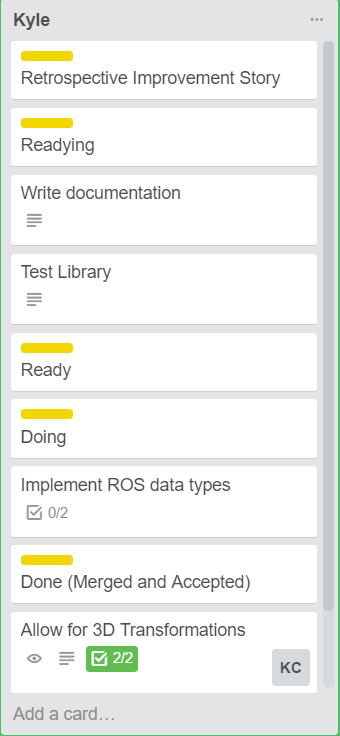 Kyle
Retrospective Improvement Story
Readying
Write documentation
Test Library
Ready
Doing
Implement ROS data types
0/2
Done (Merged and Accepted)
Allow for 3D Transformations
2/2
KC
Add a card…